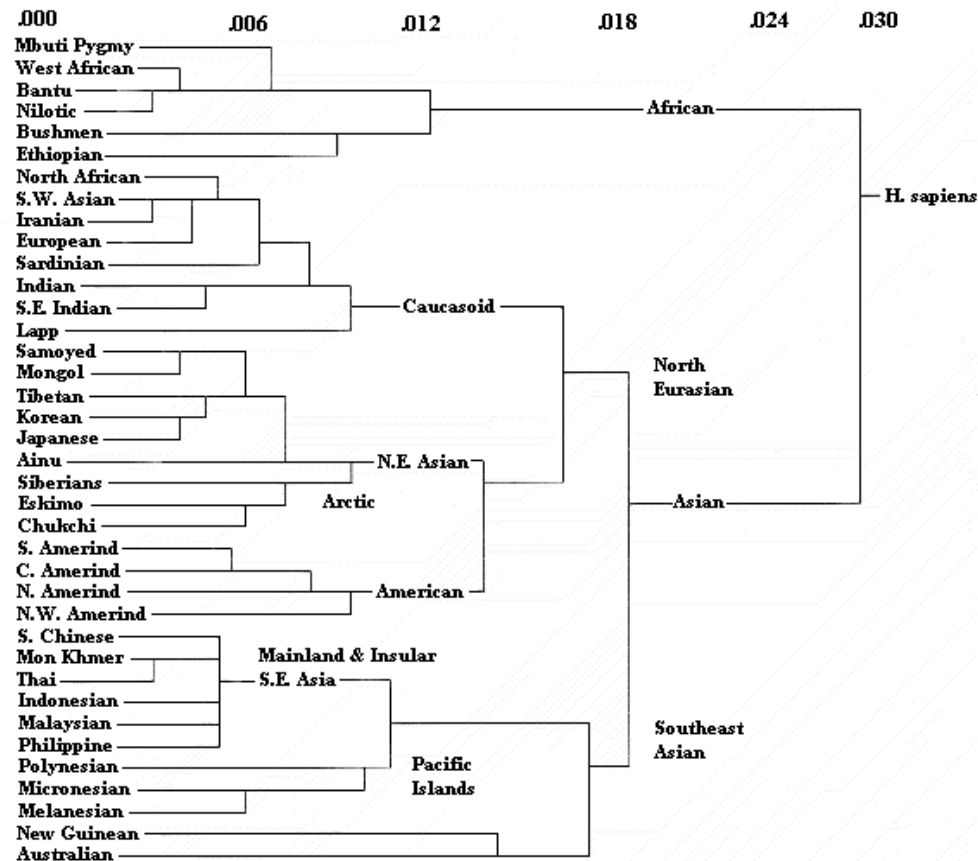 .000 .006 .012 .018 .024 .030
Mbuti Pygmy
West African
Bantu
Nilotic
African
Bushmen
Ethiopian
North African
S.W. Asian
H. sapiens
Iranian
European
Sardinian
Indian
S.E. Indian
Caucasoid
Lapp
Samoyed
Mongol
North
Eurasian
Tibetan
Korean
Japanese
Ainu
N.E. Asian
Siberians
Eskimo
Arctic
Asian
Chukchi
S. Amerind
C. Amerind
N. Amerind
American
N.W. Amerind
S. Chinese
Mon Khmer
Mainland & Insular
Thai
S.E. Asia
Indonesian
Malaysian
Philippine
Southeast
Asian
Polynesian
Pacific
Islands
Micronesian
Melanesian
New Guinean
Australian